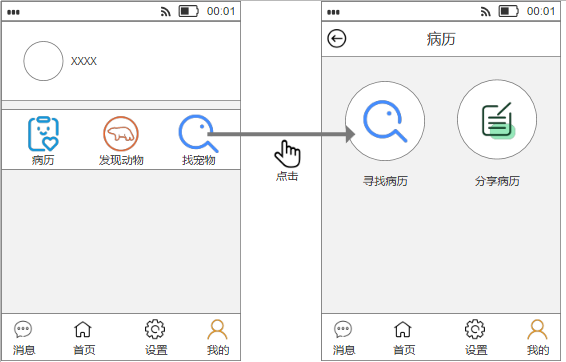 00:01
XXXX
病历 发现动物 找宠物
消息 首页 设置 我的
点击
00:01
病历
寻找病历 分享病历
消息 首页 设置 我的